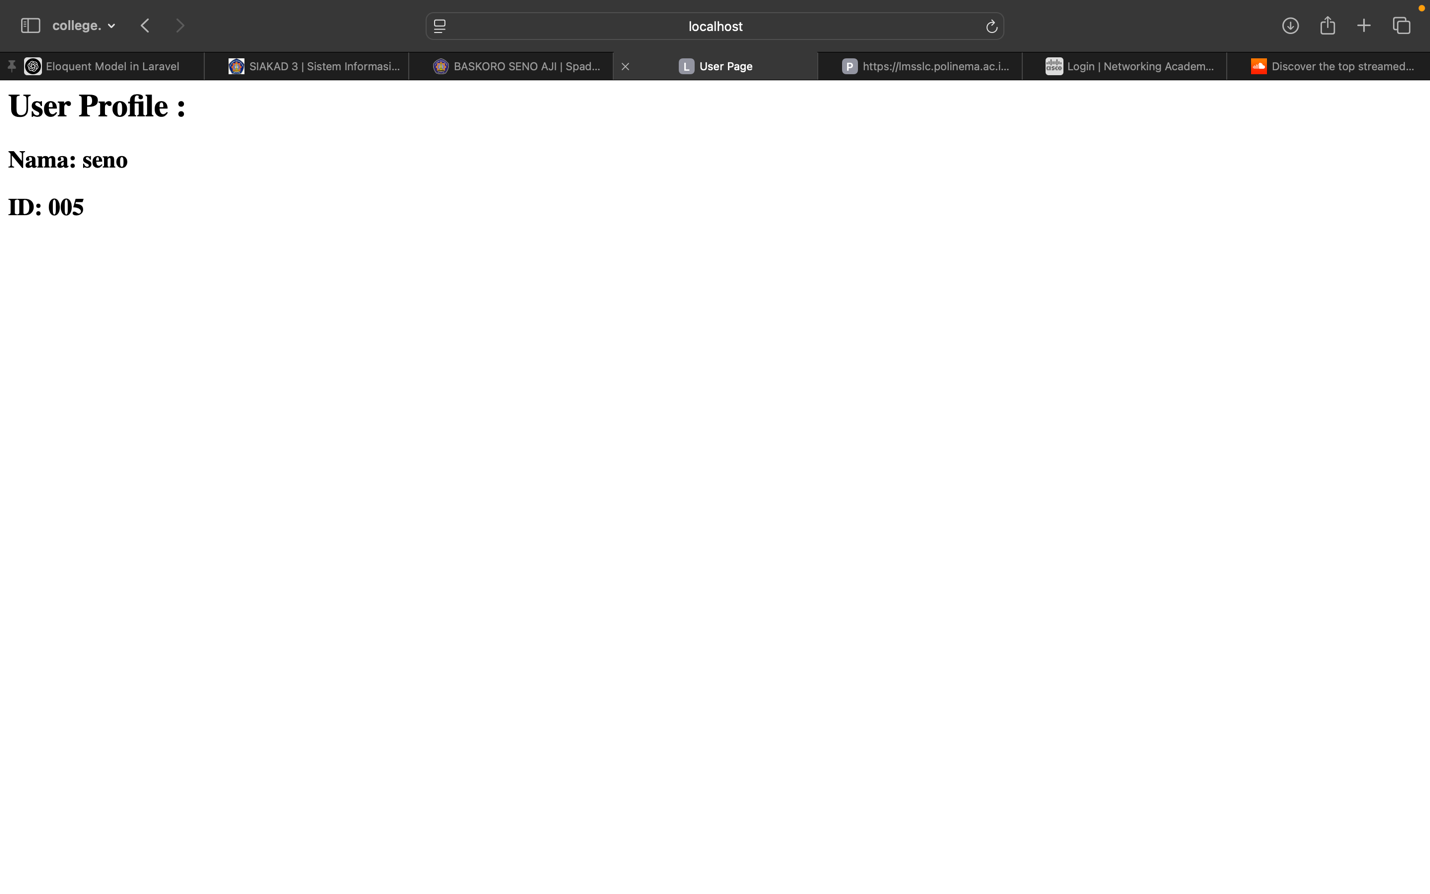 college.
localhost
Eloquent Model in Laravel
SIAKAD 3 | Sistem Informasi...
BASKORO SENO AJI | Spad...
L User Page
P https://lmsslc.polinema.ac.i...
Login | Networking Academ...
Discover the top streamed...
User Profile :
Nama: seno
ID: 005